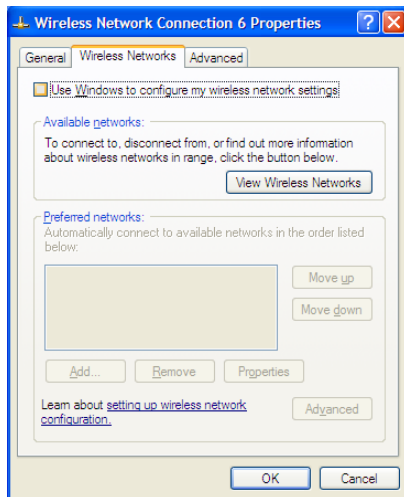 Wireless Network Connection 6 Properties
General Wireless Networks Advanced
Use Windows to configure my wireless network settings
Available networks:
To connect to, disconnect from, or find out more information
about wireless networks in range, click the button below.
View Wireless Networks
Preferred networks:
Automatically connect to available networks in the order listed
below:
Move up
Move down
Add... Remove Properties
Learn about setting up wireless network
configuration.
Advanced
OK Cancel